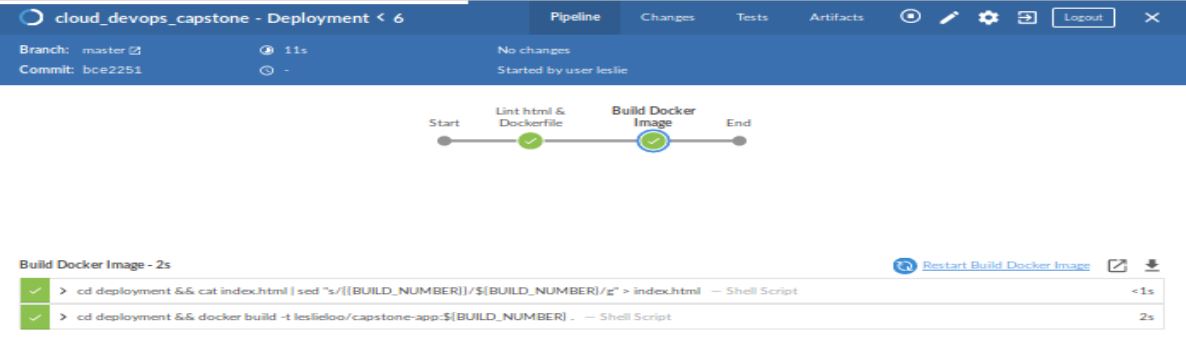 cloud_devops_capstone - Deployment < 6 Pipeline Changes Tests Artifacts Logout
Branch: master 11s No changes
Commit: bce2251 - Started by user leslie
Start Lint html & Dockerfile Build Docker Image End
Build Docker Image - 2s Restart Build Docker Image
> cd deployment && cat index.html | sed "s/{{BUILD_NUMBER}}/${BUILD_NUMBER}/g" > index.html — Shell Script <1s
> cd deployment && docker build -t leslieloo/capstone-app:${BUILD_NUMBER} . — Shell Script 2s